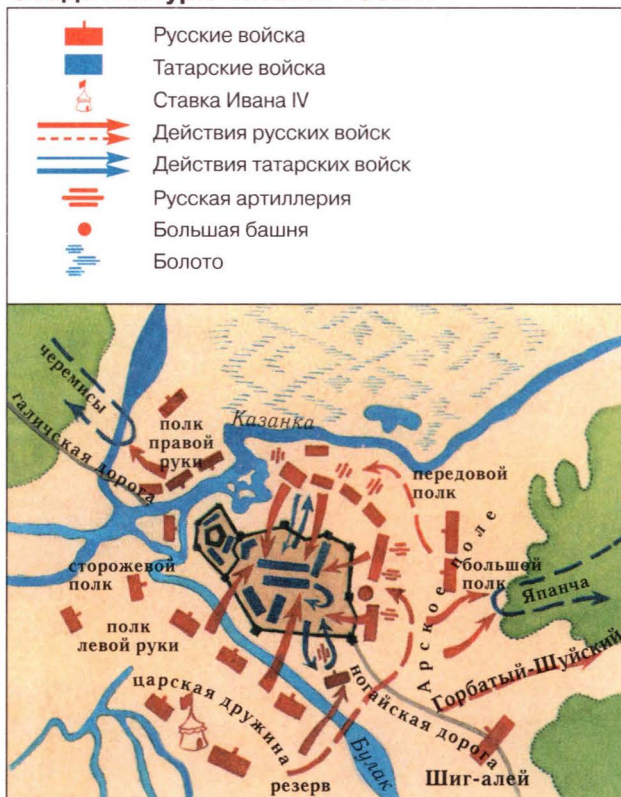 Русские войска
Татарские войска
Ставка Ивана IV
Действия русских войск
Действия татарских войск
Русская артиллерия
Большая башня
Болото
черемисы
галичская дорога
полк
правой
руки
Казанка
передовой
полк
сторожевой
полк
Арское поле
большой
полк
Япанча
полк
левой руки
Горбатый-Шуйский
царская дружина
ногайская дорога
Булак
резерв
Шиг-алей